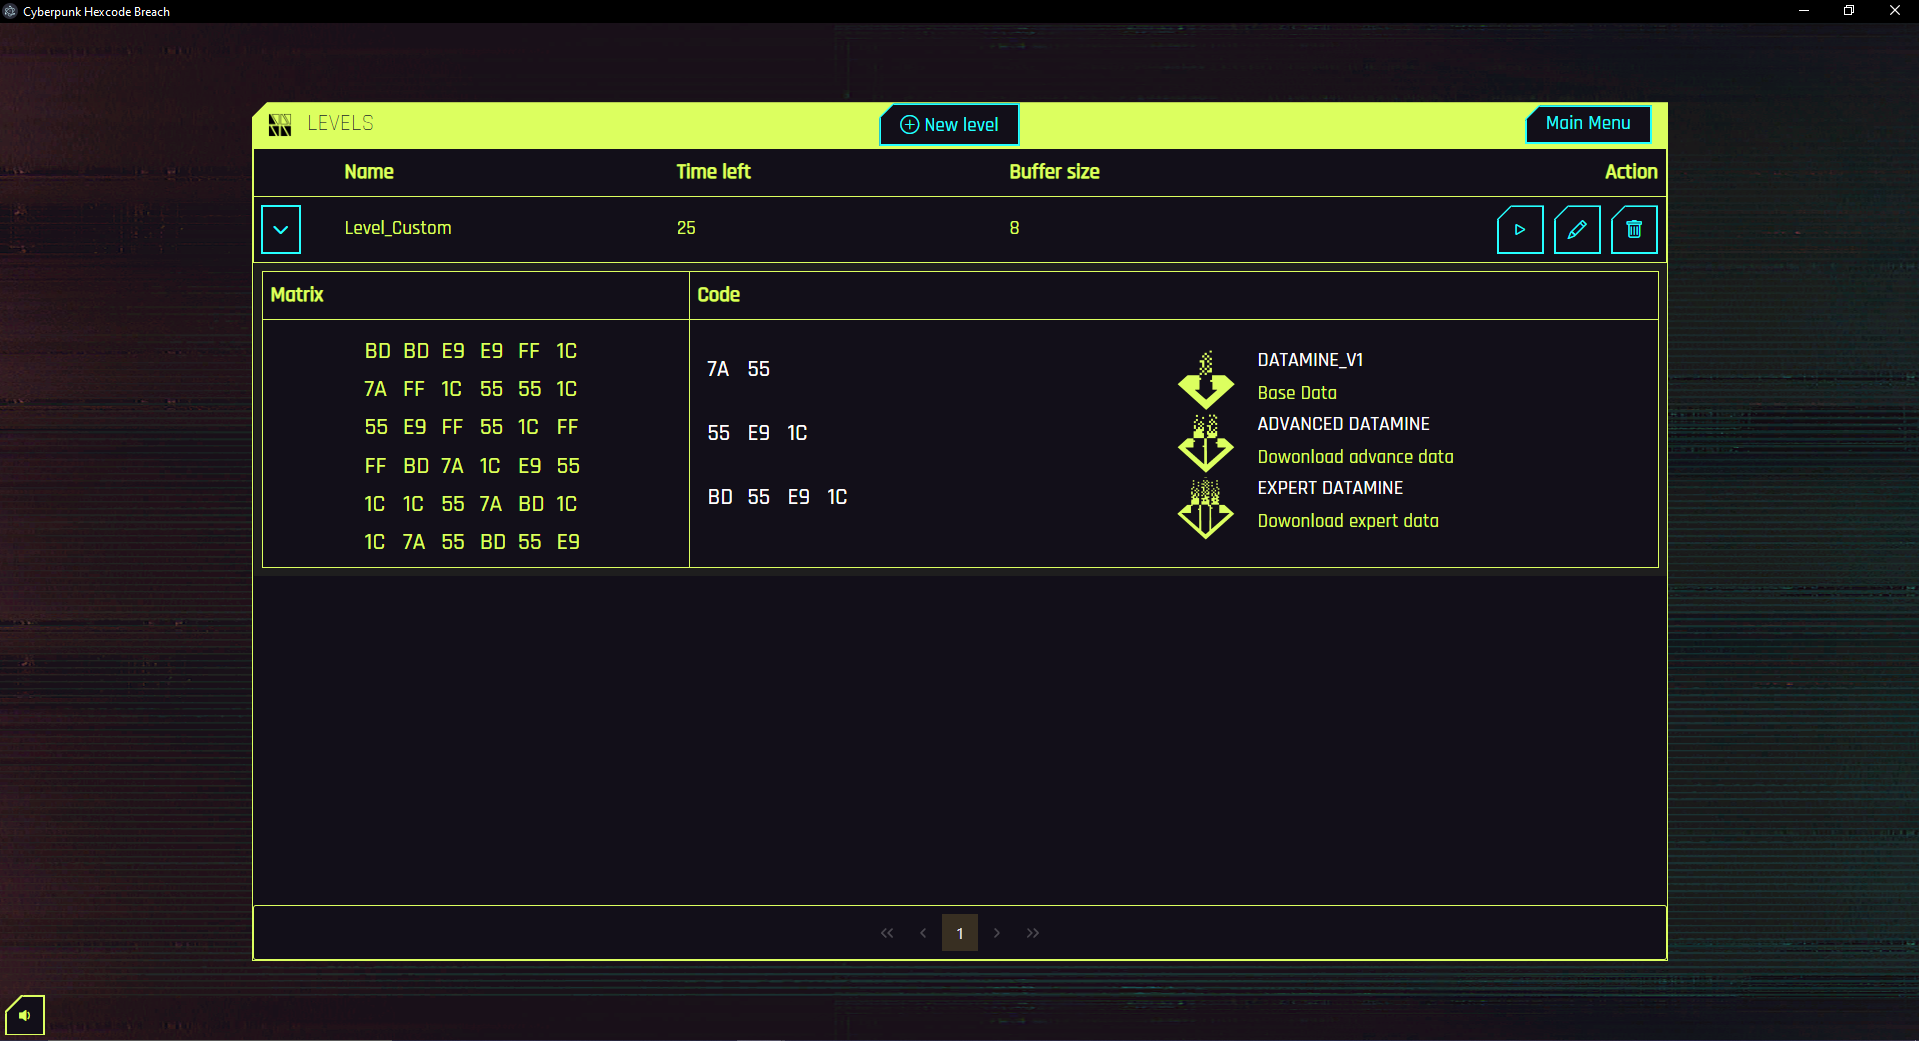 Cyberpunk Hexcode Breach
LEVELS
New level
Main Menu
Name Time left Buffer size Action
Level_Custom 25 8
Matrix Code
BD BD E9 E9 FF 1C
7A FF 1C 55 55 1C
55 E9 FF 55 1C FF
FF BD 7A 1C E9 55
1C 1C 55 7A BD 1C
1C 7A 55 BD 55 E9
7A 55
55 E9 1C
BD 55 E9 1C
DATAMINE_V1
Base Data
ADVANCED DATAMINE
Dowonload advance data
EXPERT DATAMINE
Dowonload expert data
1